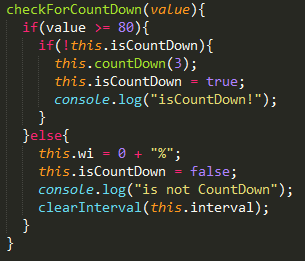 checkForCountDown(value){
  if(value >= 80){
    if(!this.isCountDown){
      this.countDown(3);
      this.isCountDown = true;
      console.log("isCountDown!");
    }
  }else{
    this.wi = 0 + "%";
    this.isCountDown = false;
    console.log("is not CountDown");
    clearInterval(this.interval);
  }
}